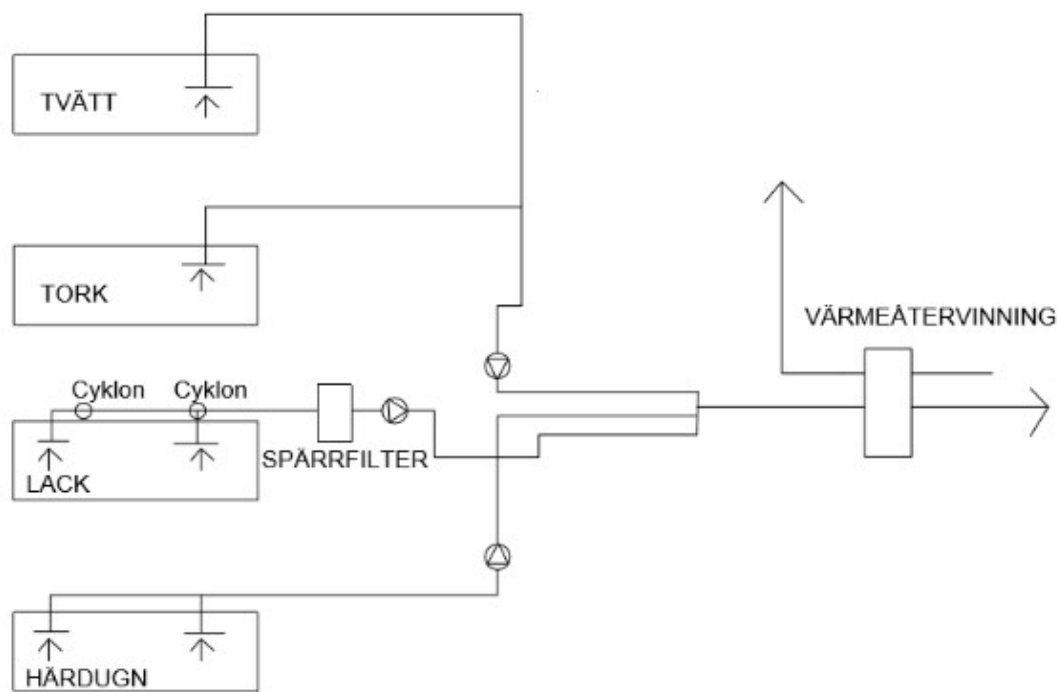 TVÄTT
TORK
VÄRMEÅTERVINNING
Cyklon Cyklon
SPÄRRFILTER
LACK
HÄRDUGN